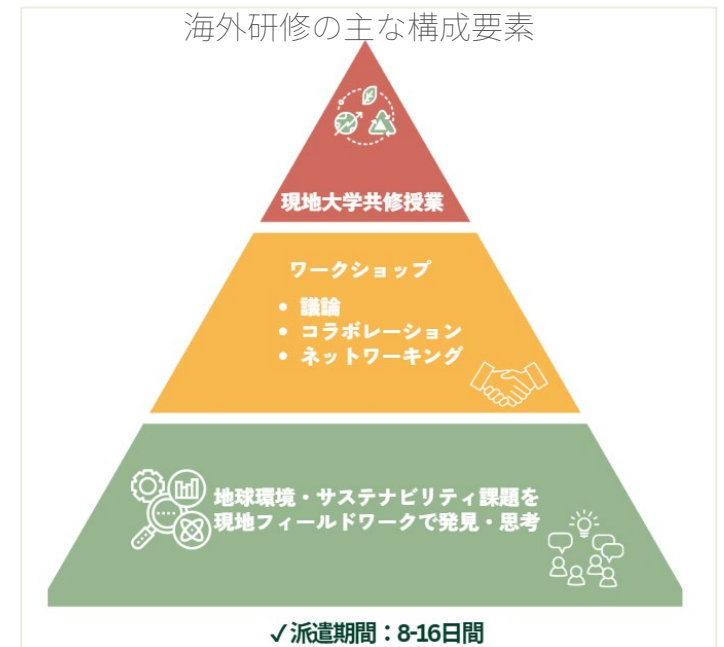 海外研修の主な構成要素
現地大学共修授業
ワークショップ
• 議論
• コラボレーション
• ネットワーキング
地球環境・サステナビリティ課題を
現地フィールドワークで発見・思考
✓派遣期間：8-16日間